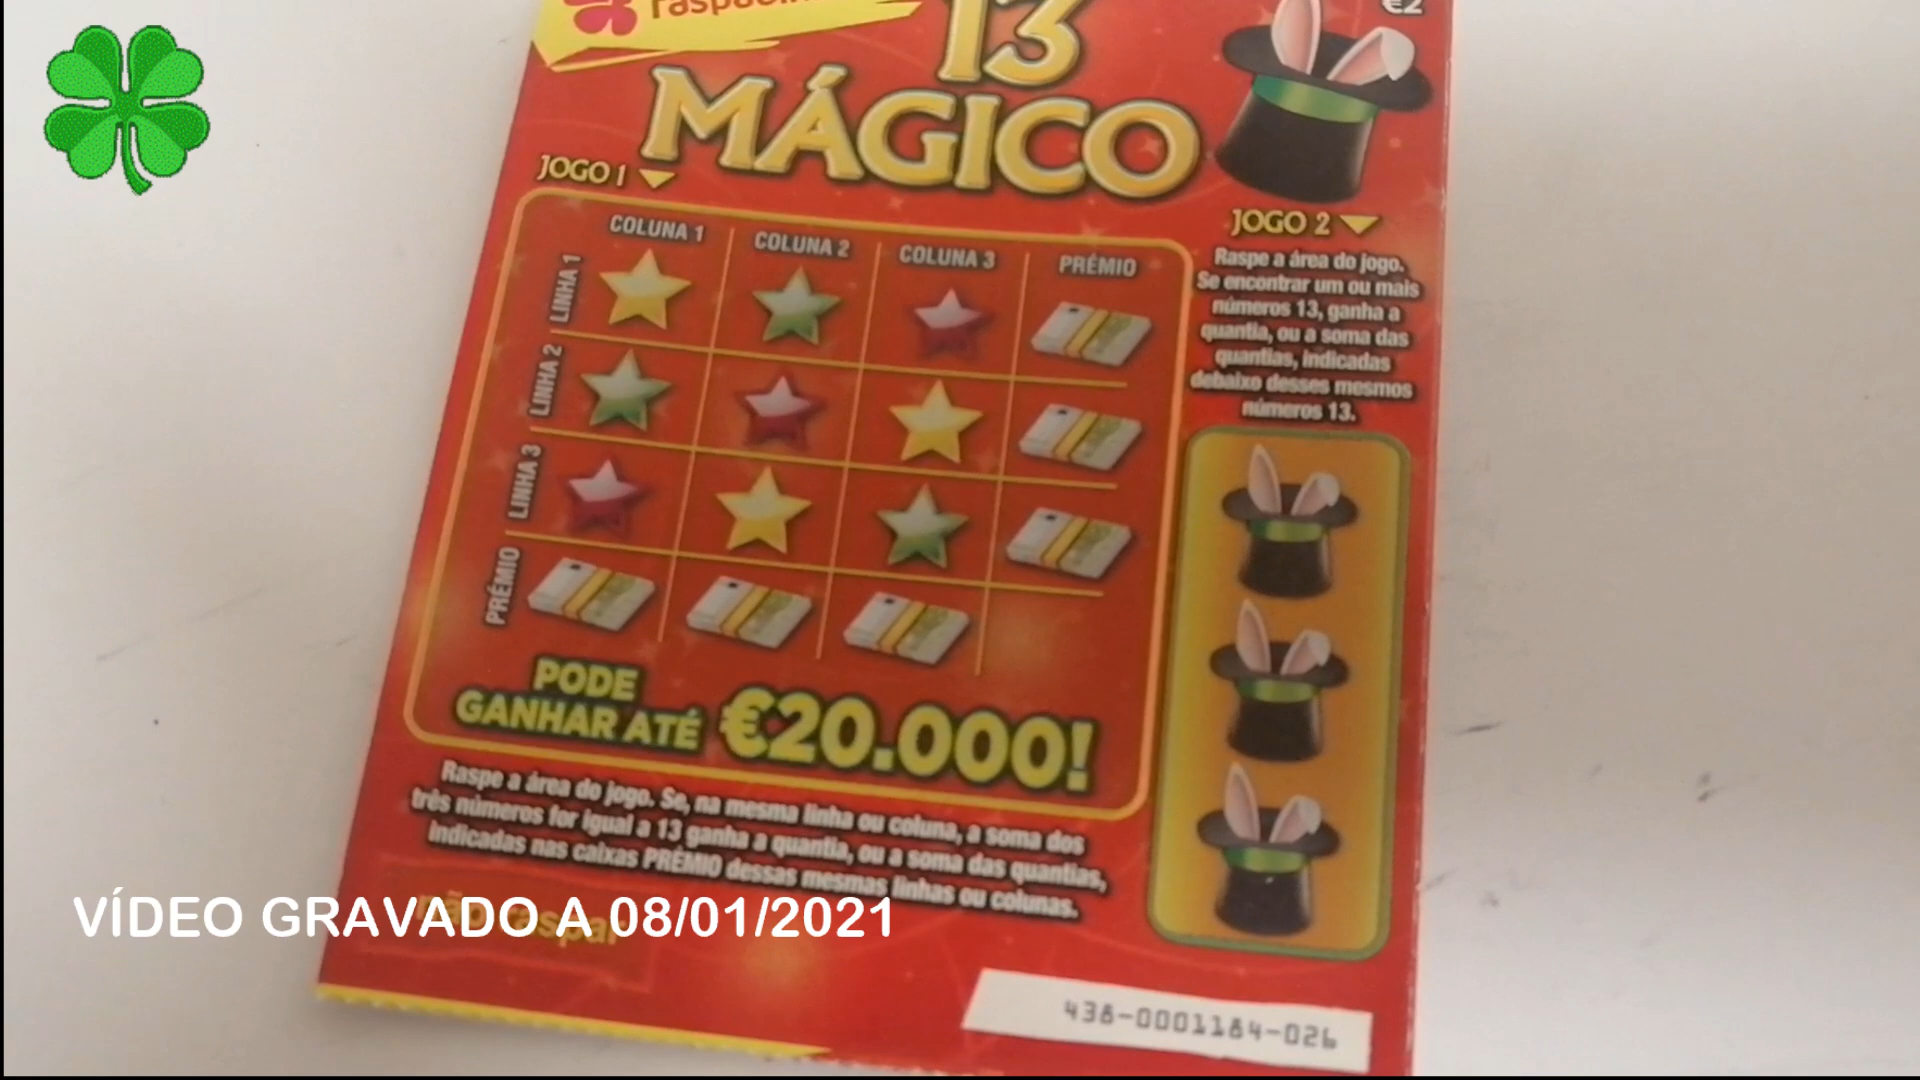 €2
13
MÁGICO
JOGO 1
COLUNA 1
COLUNA 2
COLUNA 3
PRÉMIO
LINHA 1
LINHA 2
LINHA 3
PRÉMIO
PODE
GANHAR ATÉ €20.000!
Raspe a área do jogo. Se, na mesma linha ou coluna, a soma dos
três números for igual a 13 ganha a quantia, ou a soma das quantias,
indicadas nas caixas PRÉMIO dessas mesmas linhas ou colunas.
JOGO 2
Raspe a área do jogo.
Se encontrar um ou mais
números 13, ganha a
quantia, ou a soma das
quantias, indicadas
debaixo desses mesmos
números 13.
não raspar
VÍDEO GRAVADO A 08/01/2021
438-0001184-026